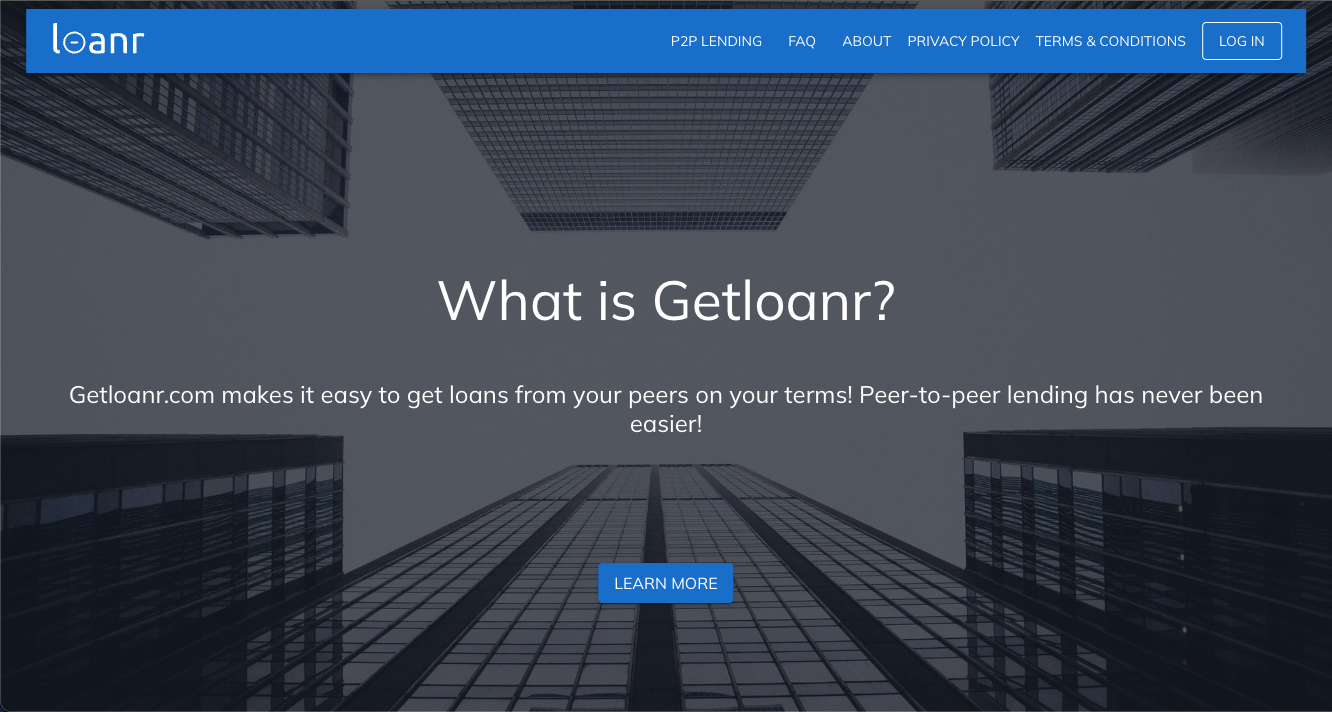 loanr
P2P LENDING
FAQ
ABOUT
PRIVACY POLICY
TERMS & CONDITIONS
LOG IN
What is Getloanr?
Getloanr.com makes it easy to get loans from your peers on your terms! Peer-to-peer lending has never been
easier!
LEARN MORE